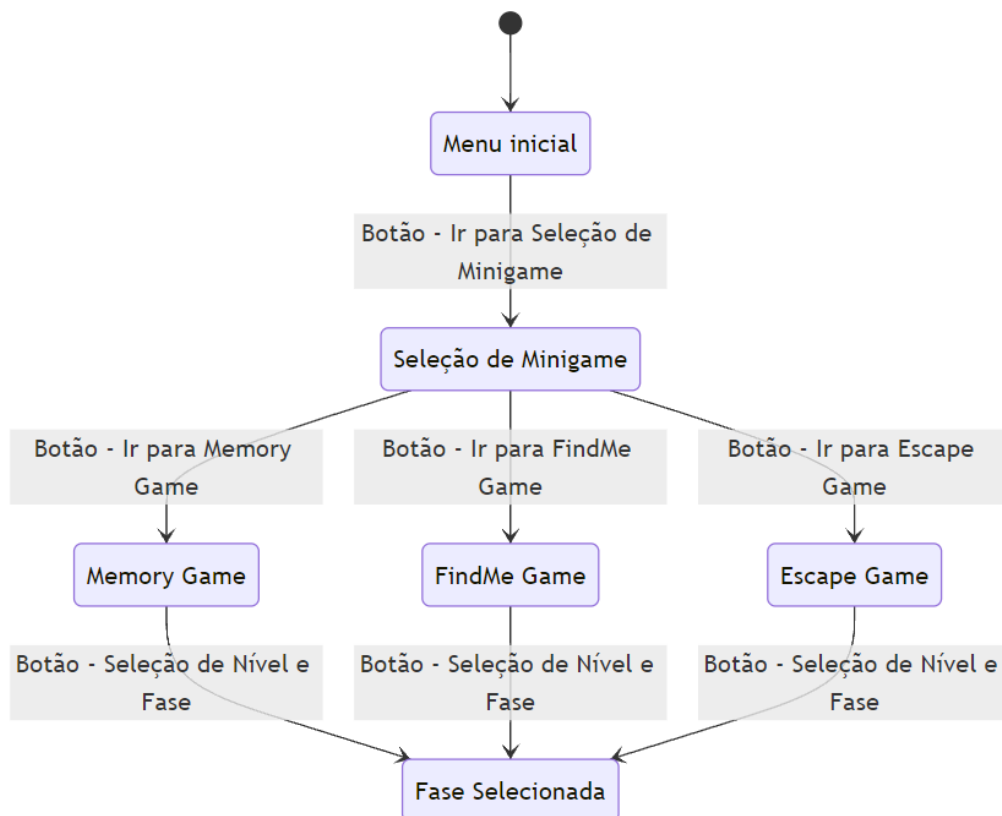 Menu inicial
Botão - Ir para Seleção de
Minigame
Seleção de Minigame
Botão - Ir para Memory
Game
Botão - Ir para FindMe
Game
Botão - Ir para Escape
Game
Memory Game
FindMe Game
Escape Game
Botão - Seleção de Nível e
Fase
Botão - Seleção de Nível e
Fase
Botão - Seleção de Nível e
Fase
Fase Selecionada